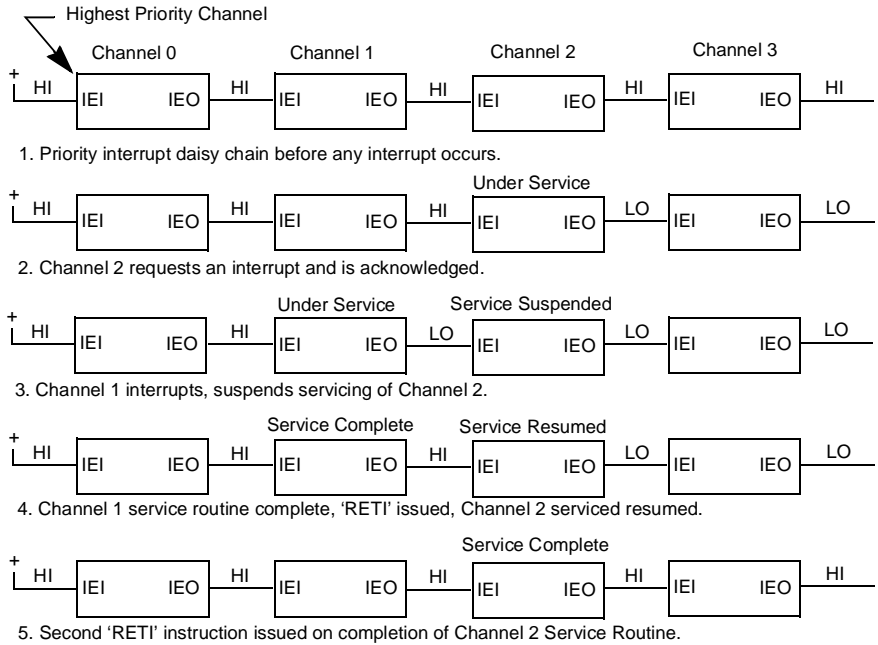 Highest Priority Channel
Channel 0 Channel 1 Channel 2 Channel 3
+ HI IEI IEO HI IEI IEO HI IEI IEO HI IEI IEO HI
1. Priority interrupt daisy chain before any interrupt occurs.
Under Service
+ HI IEI IEO HI IEI IEO HI IEI IEO LO IEI IEO LO
2. Channel 2 requests an interrupt and is acknowledged.
Under Service Service Suspended
+ HI IEI IEO HI IEI IEO LO IEI IEO LO IEI IEO LO
3. Channel 1 interrupts, suspends servicing of Channel 2.
Service Complete Service Resumed
+ HI IEI IEO HI IEI IEO HI IEI IEO LO IEI IEO LO
4. Channel 1 service routine complete, ‘RETI’ issued, Channel 2 serviced resumed.
Service Complete
+ HI IEI IEO HI IEI IEO HI IEI IEO HI IEI IEO HI
5. Second ‘RETI’ instruction issued on completion of Channel 2 Service Routine.